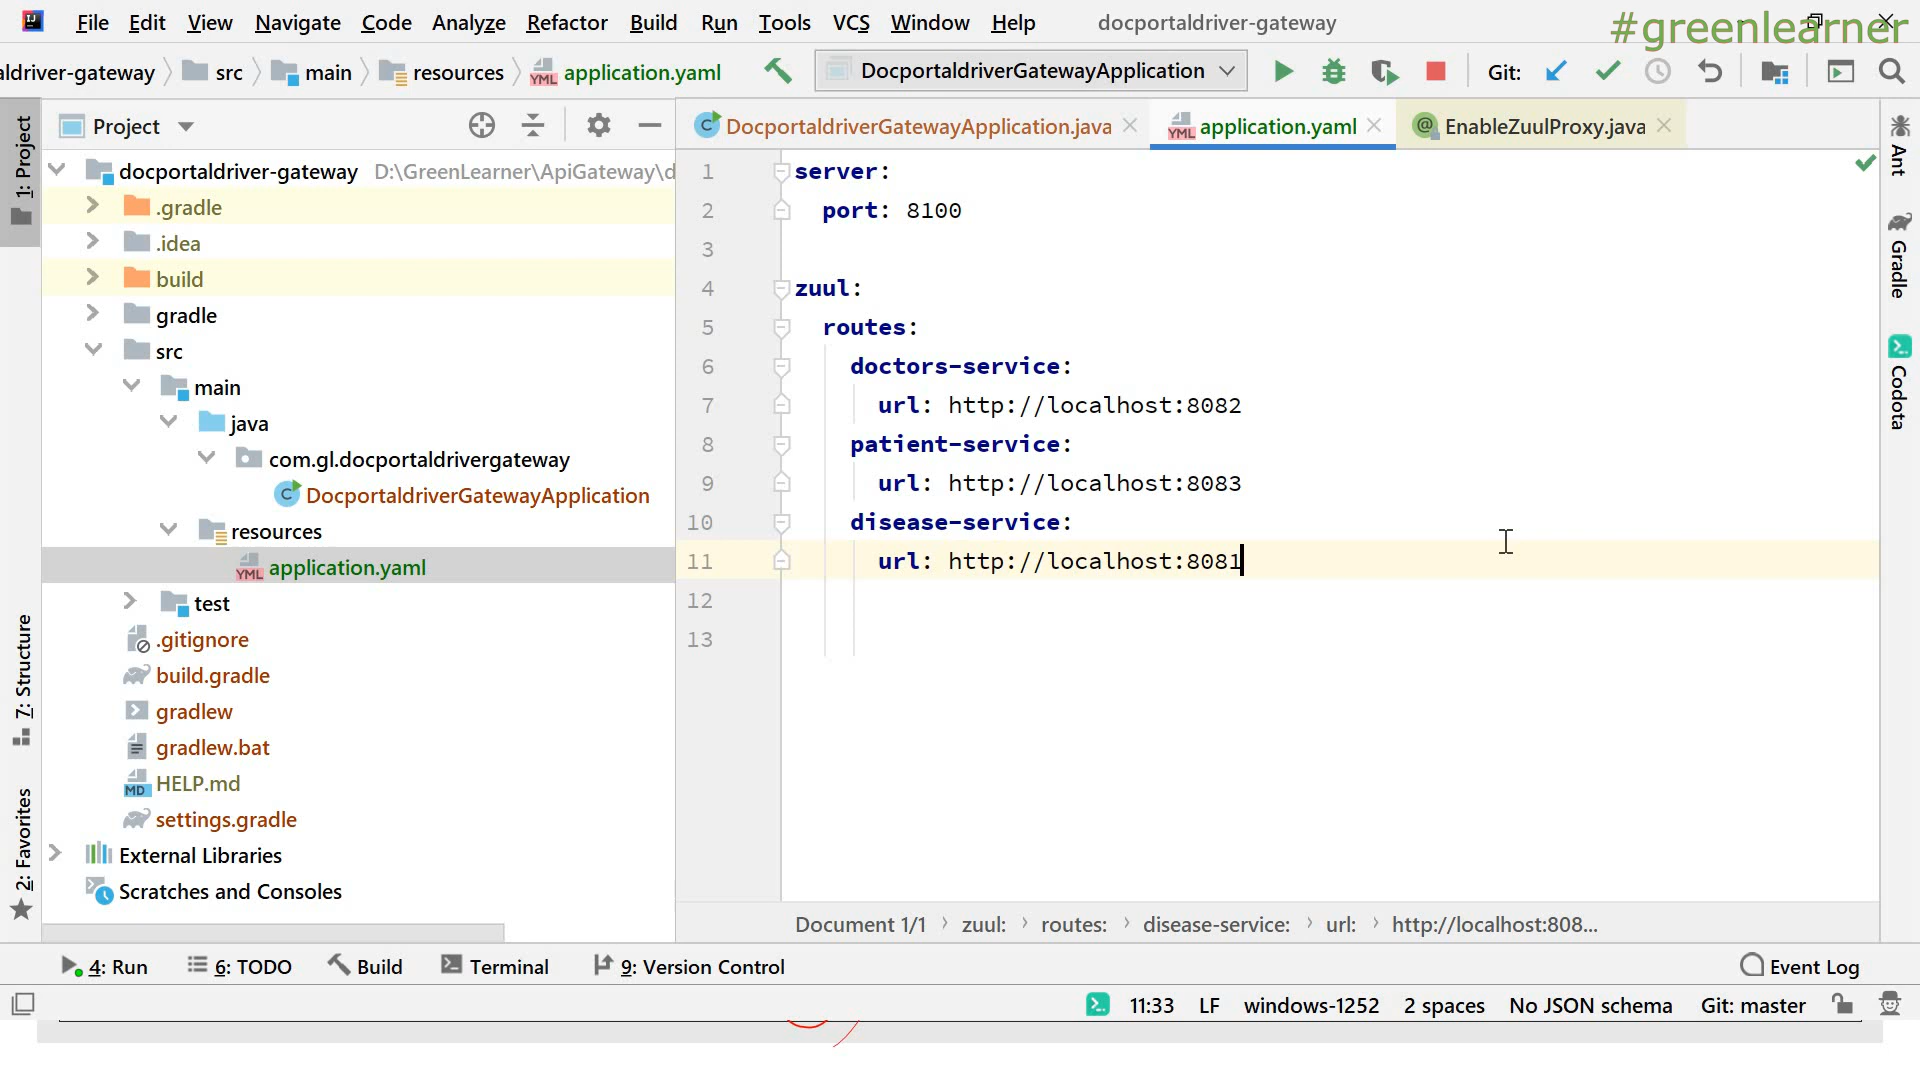 File Edit View Navigate Code Analyze Refactor Build Run Tools VCS Window Help docportaldriver-gateway
#greenlearner
aldriver-gateway src main resources application.yaml DocportaldriverGatewayApplication Git:
1: Project
Project
DocportaldriverGatewayApplication.java application.yaml EnableZuulProxy.java
docportaldriver-gateway D:\GreenLearner\ApiGateway\d
.gradle
.idea
build
gradle
src
main
java
com.gl.docportaldrivergateway
DocportaldriverGatewayApplication
resources
application.yaml
test
.gitignore
build.gradle
gradlew
gradlew.bat
HELP.md
settings.gradle
External Libraries
Scratches and Consoles
7: Structure
2: Favorites
1 server:
2 port: 8100
3
4 zuul:
5 routes:
6 doctors-service:
7 url: http://localhost:8082
8 patient-service:
9 url: http://localhost:8083
10 disease-service:
11 url: http://localhost:8081
12
13
Ant
Gradle
Codota
Document 1/1 › zuul: › routes: › disease-service: › url: › http://localhost:808...
4: Run 6: TODO Build Terminal 9: Version Control Event Log
11:33 LF windows-1252 2 spaces No JSON schema Git: master